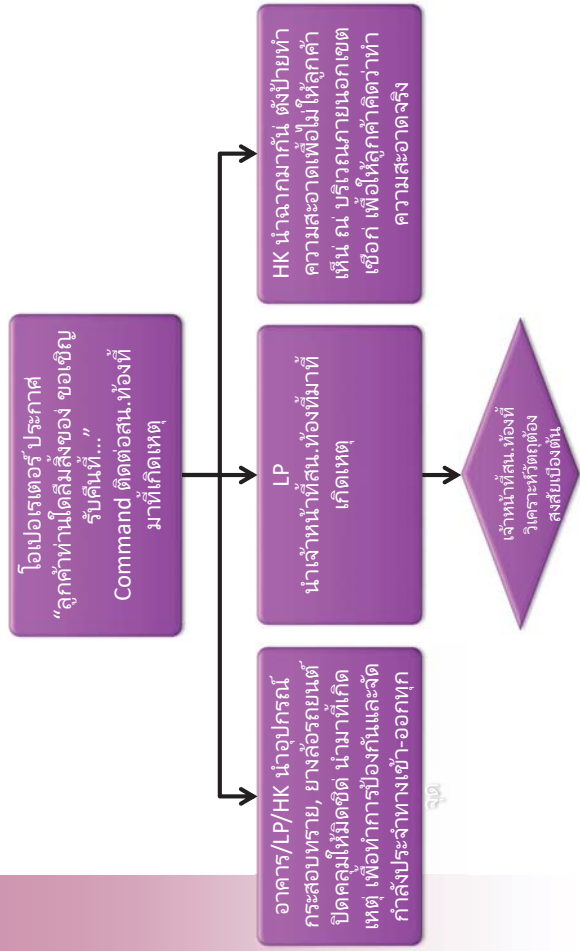 โอเปอเรเตอร์ ประกาศ
“ลูกค้าท่านใดลืมสิ่งของ ขอเชิญ
รับคืนที่...”
Command ติดต่อสน.ท้องที่
มาที่เกิดเหตุ
อาคาร/LP/HK นำอุปกรณ์
กระสอบทราย, ยางล้อรถยนต์
ปิดคลุมให้มิดชิด นำมาที่เกิด
เหตุ เพื่อทำการป้องกันและจัด
กำลังประจำทางเข้า-ออกทุก
LP
นำเจ้าหน้าที่สน.ท้องที่มาที่
เกิดเหตุ
HK นำฉากมากั้น ตั้งป้ายทำ
ความสะอาดเพื่อไม่ให้ลูกค้า
เห็น ณ บริเวณภายนอกเขต
เชือก เพื่อให้ลูกค้าคิดว่าทำ
ความสะอาดจริง
เจ้าหน้าที่สน.ท้องที่
วิเคราะห์วัตถุต้อง
สงสัยเบื้องต้น